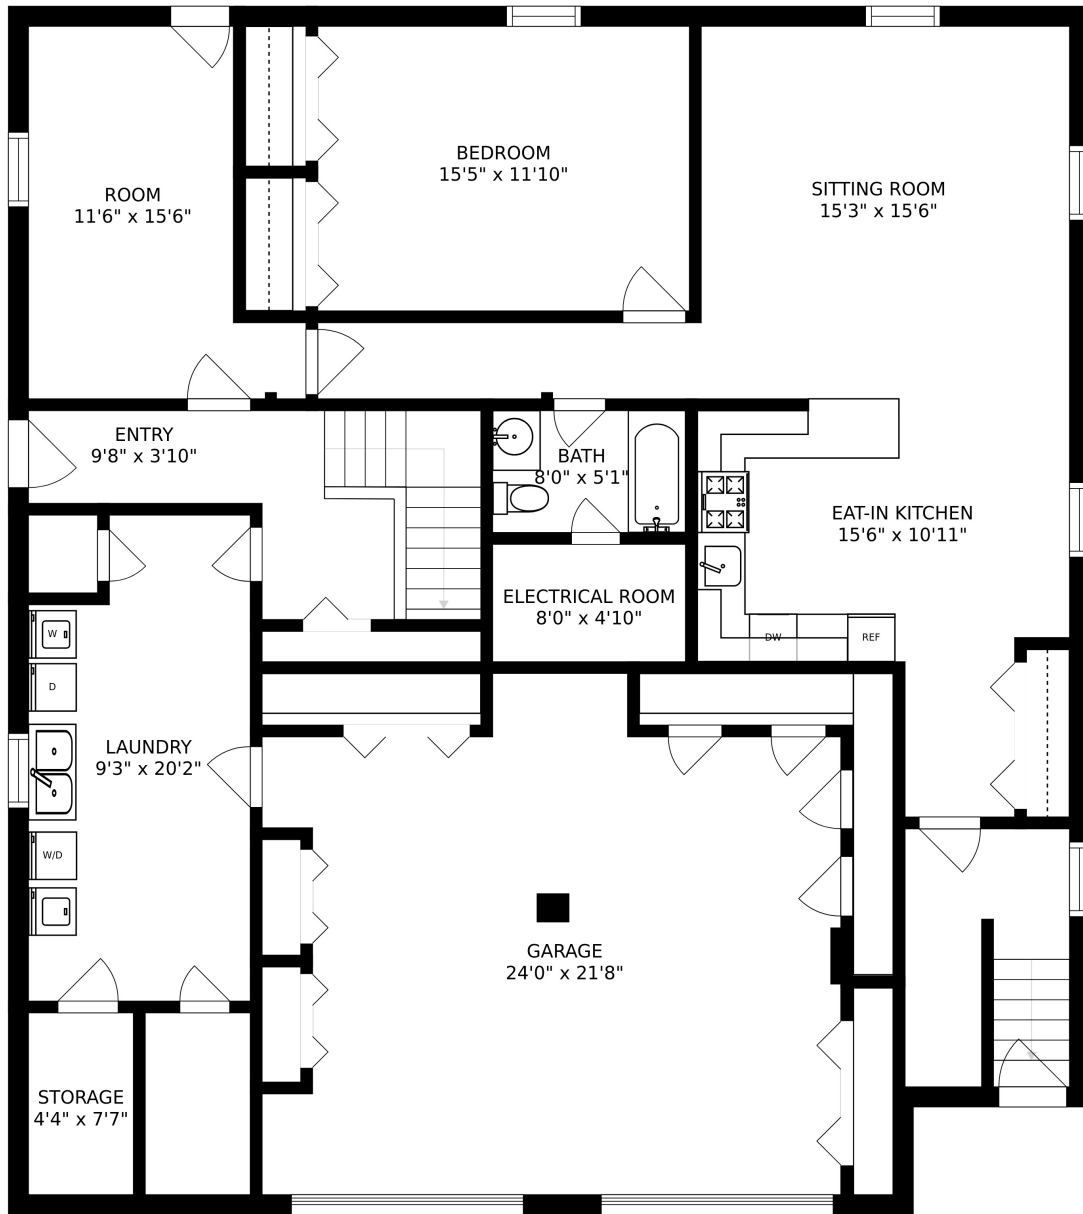 BEDROOM
15'5" x 11'10"
ROOM
11'6" x 15'6"
SITTING ROOM
15'3" x 15'6"
ENTRY
9'8" x 3'10"
BATH
8'0" x 5'1"
EAT-IN KITCHEN
15'6" x 10'11"
ELECTRICAL ROOM
8'0" x 4'10"
W
DW
REF
D
LAUNDRY
9'3" x 20'2"
W/D
GARAGE
24'0" x 21'8"
STORAGE
4'4" x 7'7"